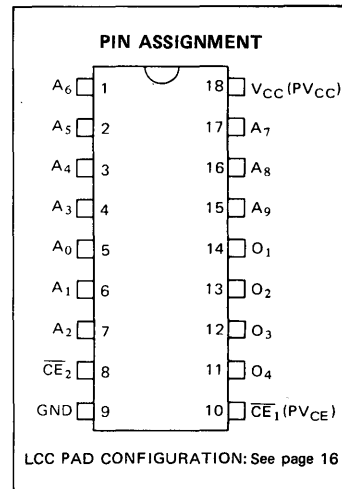 PIN ASSIGNMENT
A6 1 18 VCC (PVCC)
A5 2 17 A7
A4 3 16 A8
A3 4 15 A9
A0 5 14 O1
A1 6 13 O2
A2 7 12 O3
C̅E̅2 8 11 O4
GND 9 10 C̅E̅1 (PVCE)
LCC PAD CONFIGURATION: See page 16